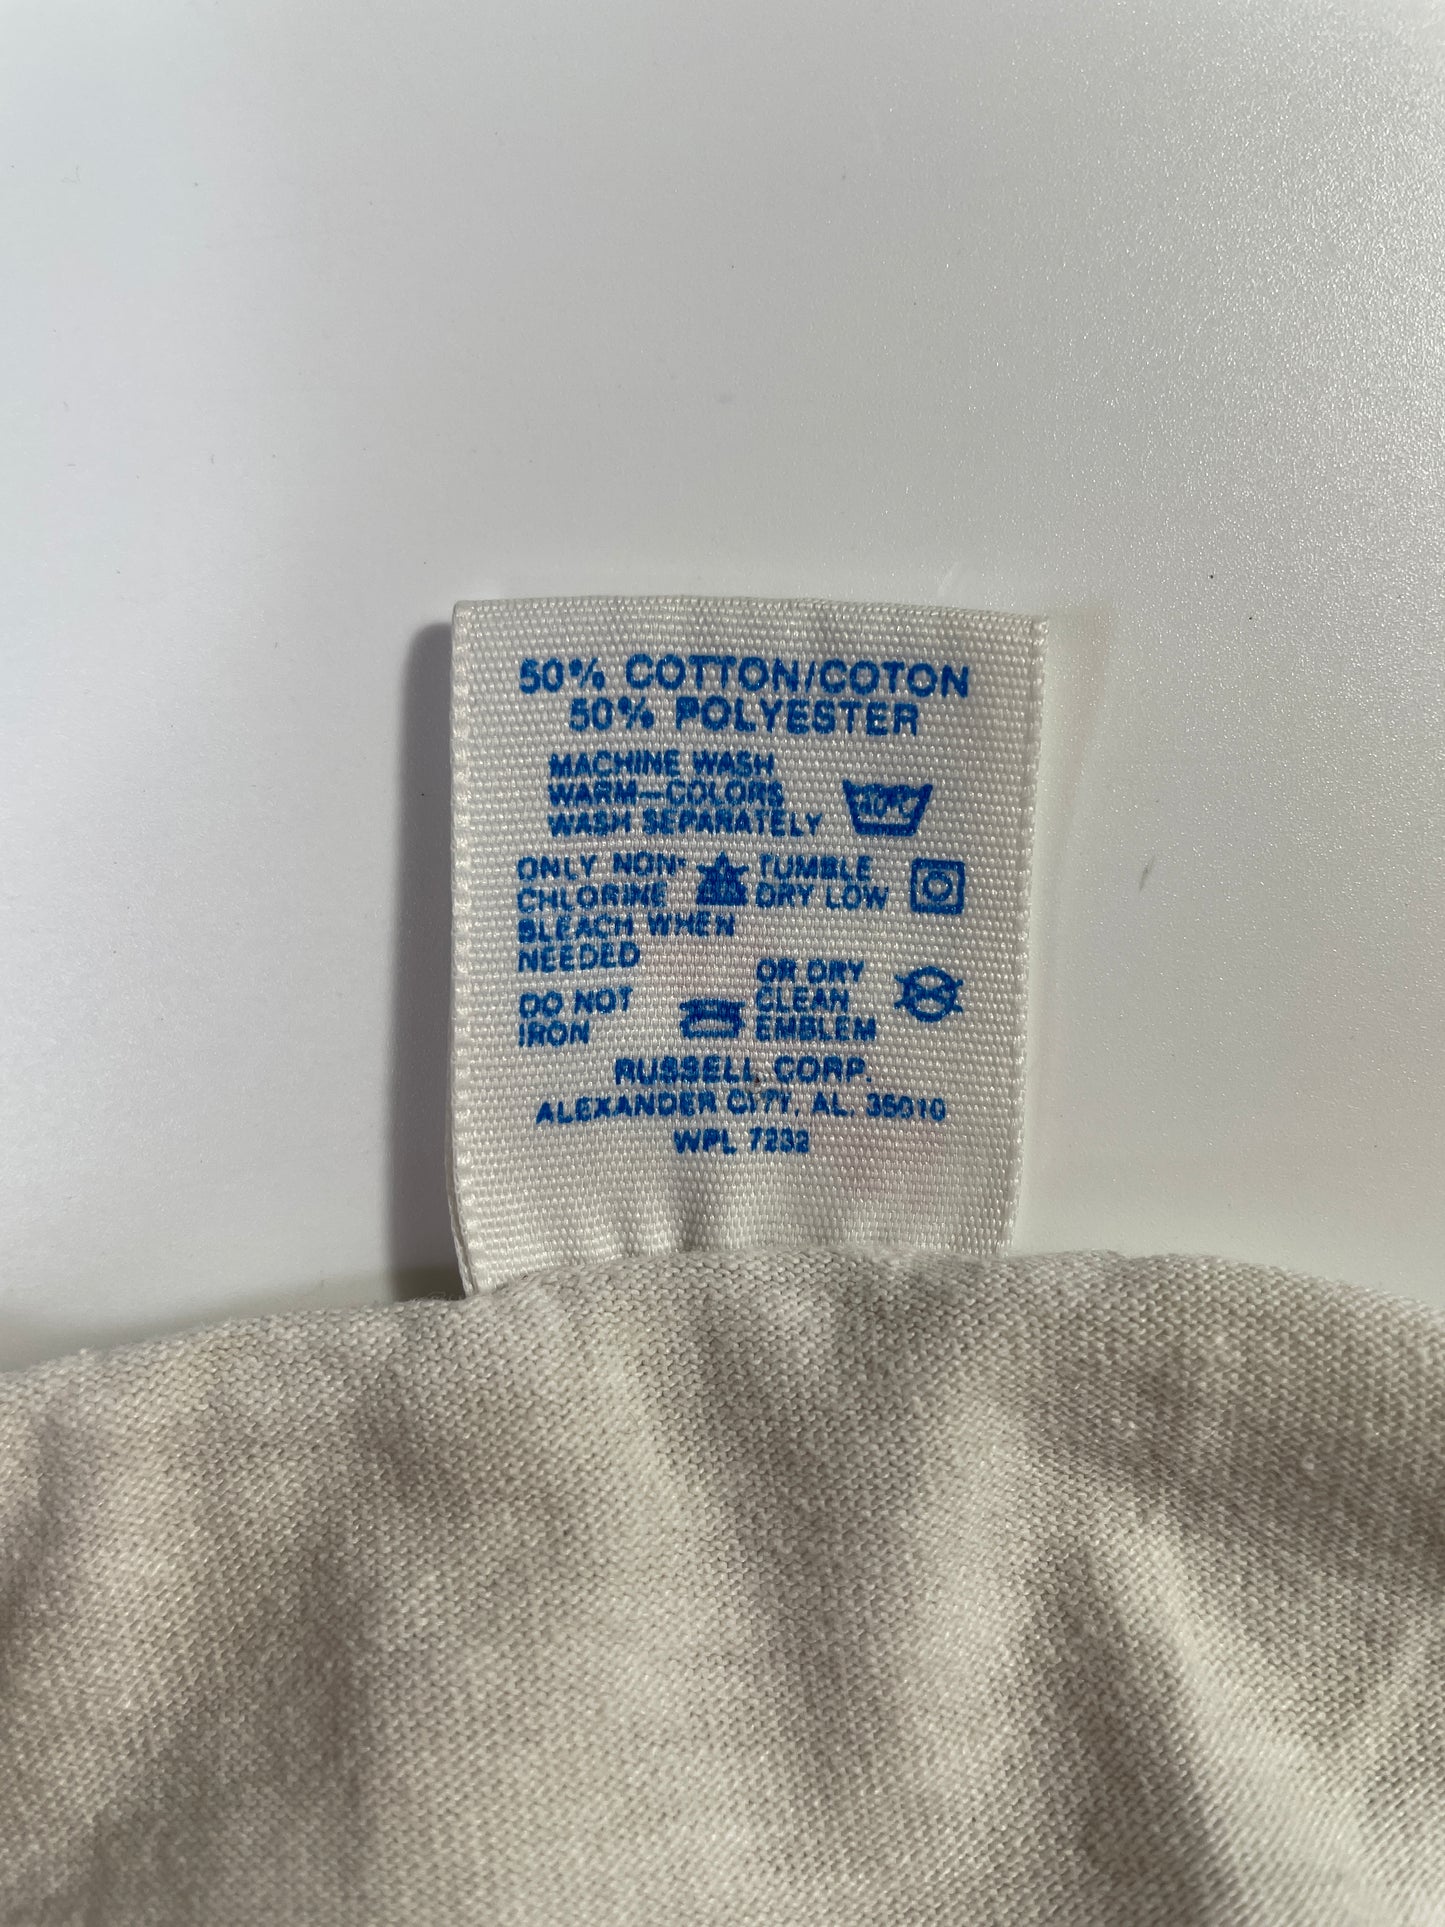 50% COTTON/COTON
50% POLYESTER
MACHINE WASH
WARM—COLORS
WASH SEPARATELY
40°C
ONLY NON-
CHLORINE
BLEACH WHEN
NEEDED
TUMBLE
DRY LOW
DO NOT
IRON
OR DRY
CLEAN
EMBLEM
RUSSELL CORP.
ALEXANDER CITY, AL. 35010
WPL 7232